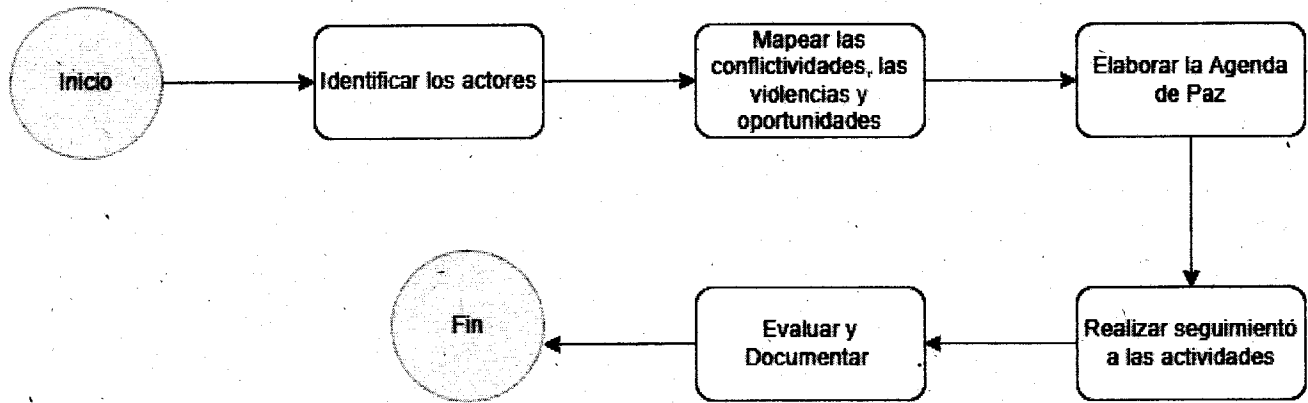 Inicio
Identificar los actores
Mapear las
conflictividades, las
violencias y
oportunidades
Elaborar la Agenda
de Paz
Realizar seguimiento
a las actividades
Evaluar y
Documentar
Fin